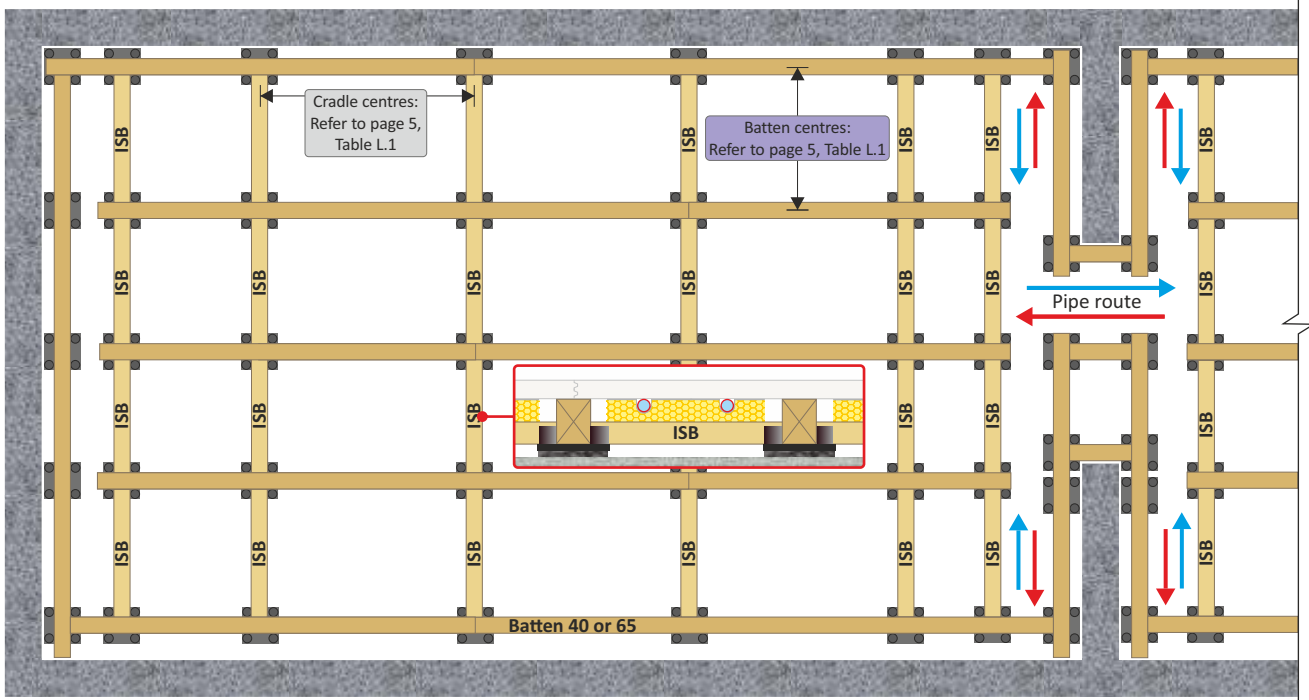 Cradle centres:
Refer to page 5,
Table L.1
Batten centres:
Refer to page 5, Table L.1
ISB
ISB
ISB
ISB
ISB
ISB
ISB
ISB
ISB
ISB
ISB
ISB
Pipe route
ISB
ISB
ISB
ISB
ISB
ISB
ISB
ISB
ISB
ISB
ISB
ISB
ISB
ISB
Batten 40 or 65